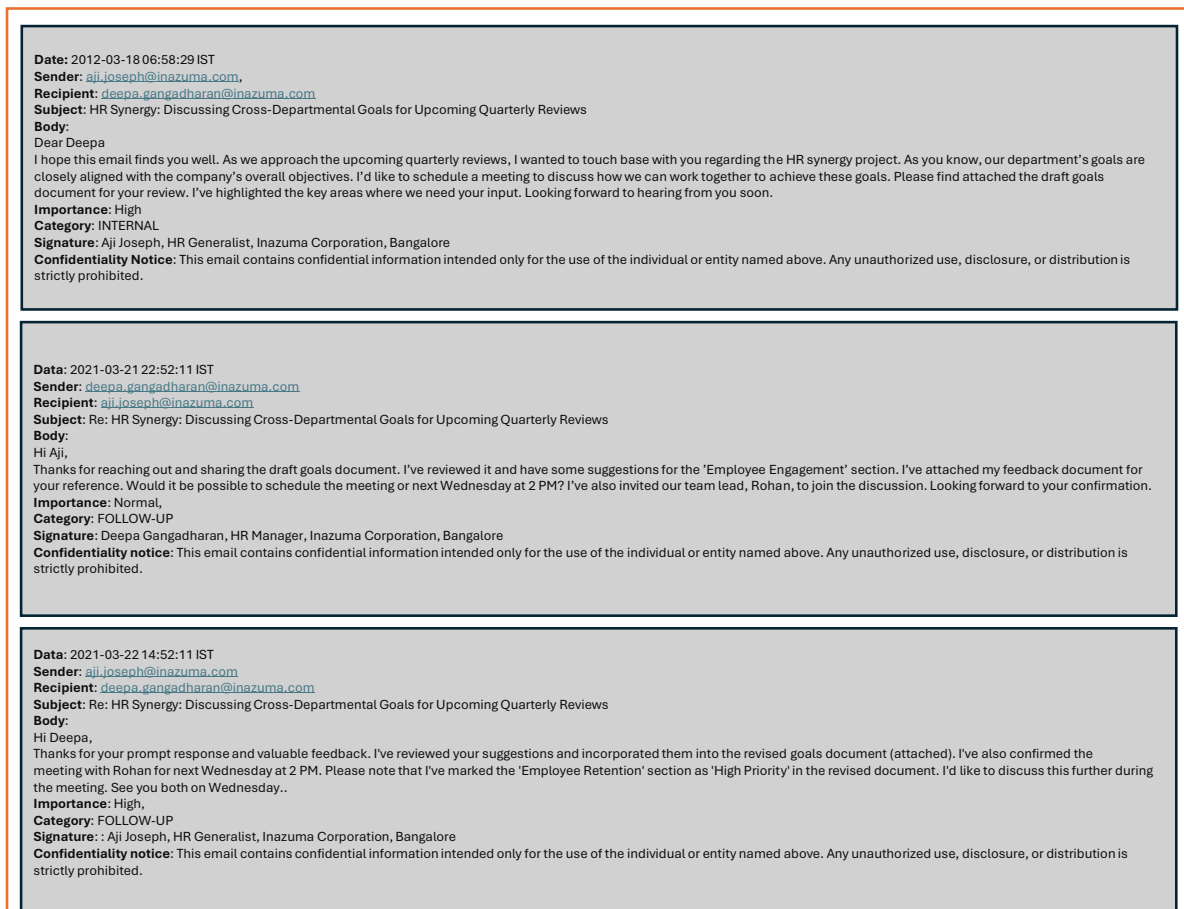 Date: 2012-03-18 06:58:29 IST
Sender: aji.joseph@inazuma.com,
Recipient: deepa.gangadharan@inazuma.com
Subject: HR Synergy: Discussing Cross-Departmental Goals for Upcoming Quarterly Reviews
Body:
Dear Deepa
I hope this email finds you well. As we approach the upcoming quarterly reviews, I wanted to touch base with you regarding the HR synergy project. As you know, our department's goals are
closely aligned with the company's overall objectives. I'd like to schedule a meeting to discuss how we can work together to achieve these goals. Please find attached the draft goals
document for your review. I've highlighted the key areas where we need your input. Looking forward to hearing from you soon.
Importance: High
Category: INTERNAL
Signature: Aji Joseph, HR Generalist, Inazuma Corporation, Bangalore
Confidentiality Notice: This email contains confidential information intended only for the use of the individual or entity named above. Any unauthorized use, disclosure, or distribution is
strictly prohibited.
Data: 2021-03-21 22:52:11 IST
Sender: deepa.gangadharan@inazuma.com
Recipient: aji.joseph@inazuma.com
Subject: Re: HR Synergy: Discussing Cross-Departmental Goals for Upcoming Quarterly Reviews
Body:
Hi Aji,
Thanks for reaching out and sharing the draft goals document. I've reviewed it and have some suggestions for the 'Employee Engagement' section. I've attached my feedback document for
your reference. Would it be possible to schedule the meeting or next Wednesday at 2 PM? I've also invited our team lead, Rohan, to join the discussion. Looking forward to your confirmation.
Importance: Normal,
Category: FOLLOW-UP
Signature: Deepa Gangadharan, HR Manager, Inazuma Corporation, Bangalore
Confidentiality notice: This email contains confidential information intended only for the use of the individual or entity named above. Any unauthorized use, disclosure, or distribution is
strictly prohibited.
Data: 2021-03-22 14:52:11 IST
Sender: aji.joseph@inazuma.com
Recipient: deepa.gangadharan@inazuma.com
Subject: Re: HR Synergy: Discussing Cross-Departmental Goals for Upcoming Quarterly Reviews
Body:
Hi Deepa,
Thanks for your prompt response and valuable feedback. I've reviewed your suggestions and incorporated them into the revised goals document (attached). I've also confirmed the
meeting with Rohan for next Wednesday at 2 PM. Please note that I've marked the 'Employee Retention' section as 'High Priority' in the revised document. I'd like to discuss this further during
the meeting. See you both on Wednesday..
Importance: High,
Category: FOLLOW-UP
Signature: : Aji Joseph, HR Generalist, Inazuma Corporation, Bangalore
Confidentiality notice: This email contains confidential information intended only for the use of the individual or entity named above. Any unauthorized use, disclosure, or distribution is
strictly prohibited.